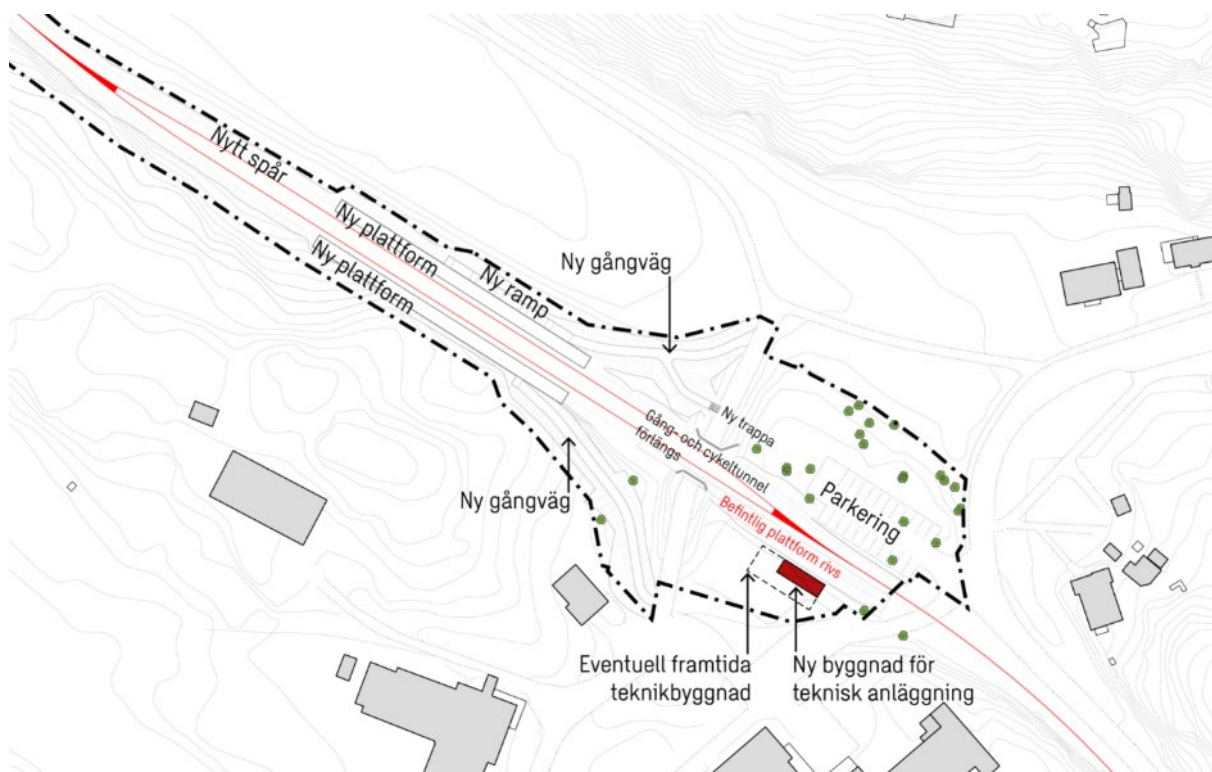 Nytt spår
Ny plattform
Ny plattform
Ny ramp
Ny gångväg
Ny trappa
Gång- och cykeltunnel
förlängs
Ny gångväg
Parkering
Befintlig plattform rivs
Eventuell framtida
teknikbyggnad
Ny byggnad för
teknisk anläggning